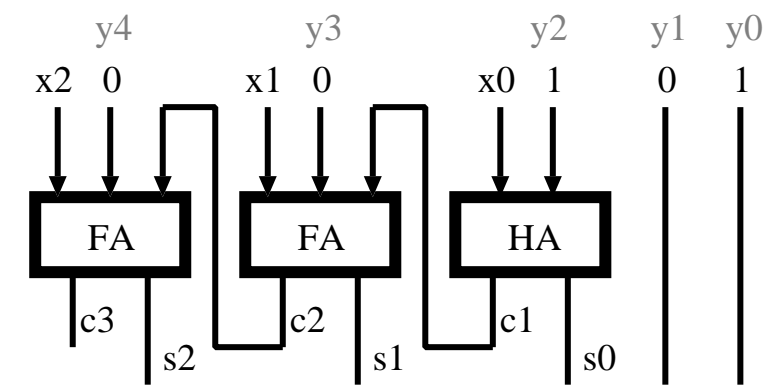 y4 y3 y2 y1 y0
x2 0 x1 0 x0 1 0 1
FA FA HA
c3 c2 c1
s2 s1 s0